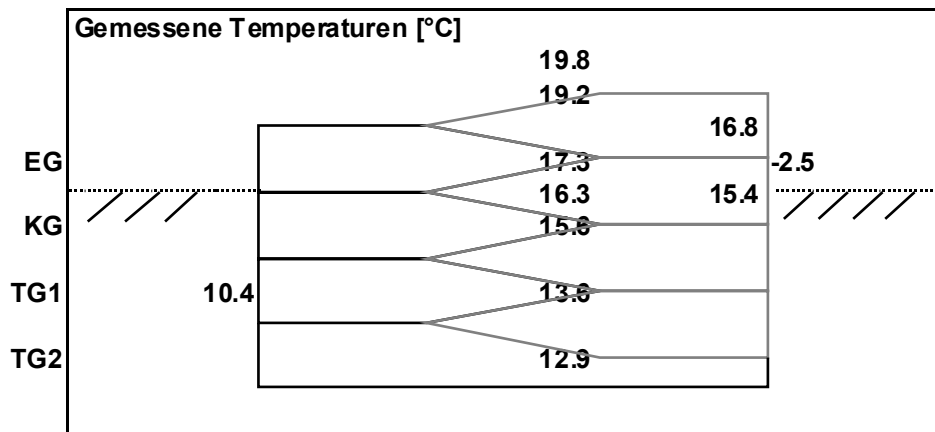 Gemessene Temperaturen [°C]
19.8
19.2
16.8
EG 17.3 -2.5
16.3 15.4
KG 15.6
TG1 10.4 13.6
TG2 12.9